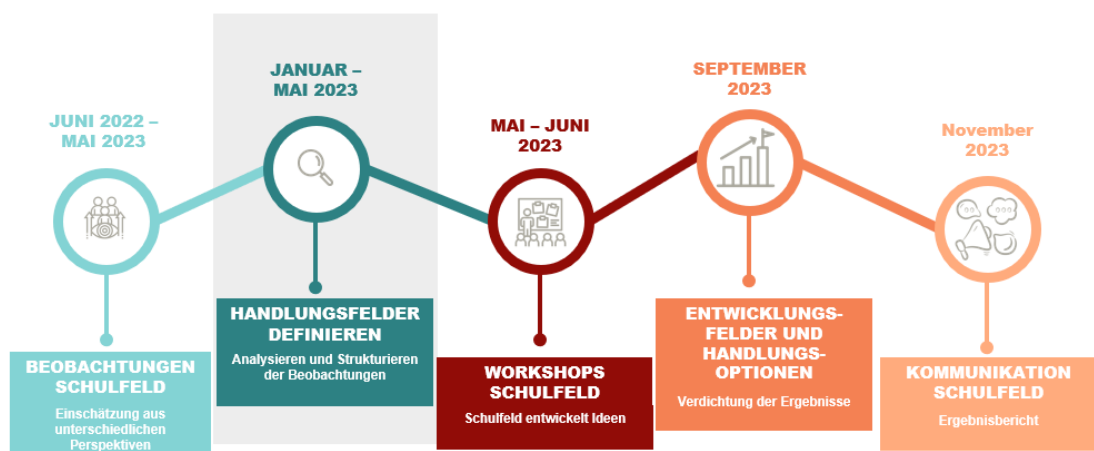 JUNI 2022 –
MAI 2023
BEOBACHTUNGEN
SCHULFELD
Einschätzung aus
unterschiedlichen
Perspektiven
JANUAR –
MAI 2023
HANDLUNGSFELDER
DEFINIEREN
Analysieren und Strukturieren
der Beobachtungen
MAI – JUNI
2023
WORKSHOPS
SCHULFELD
Schulfeld entwickelt Ideen
SEPTEMBER
2023
ENTWICKLUNGS-
FELDER UND
HANDLUNGS-
OPTIONEN
Verdichtung der Ergebnisse
November
2023
KOMMUNIKATION
SCHULFELD
Ergebnisbericht